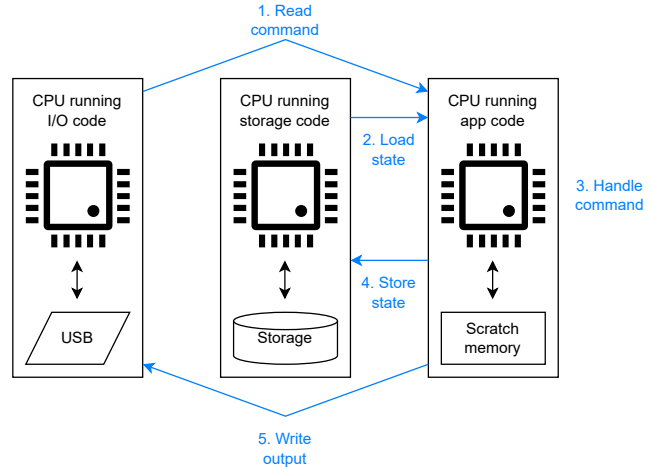 1. Read
command
CPU running
I/O code
CPU running
storage code
CPU running
app code
2. Load
state
3. Handle
command
4. Store
state
USB
Storage
Scratch
memory
5. Write
output